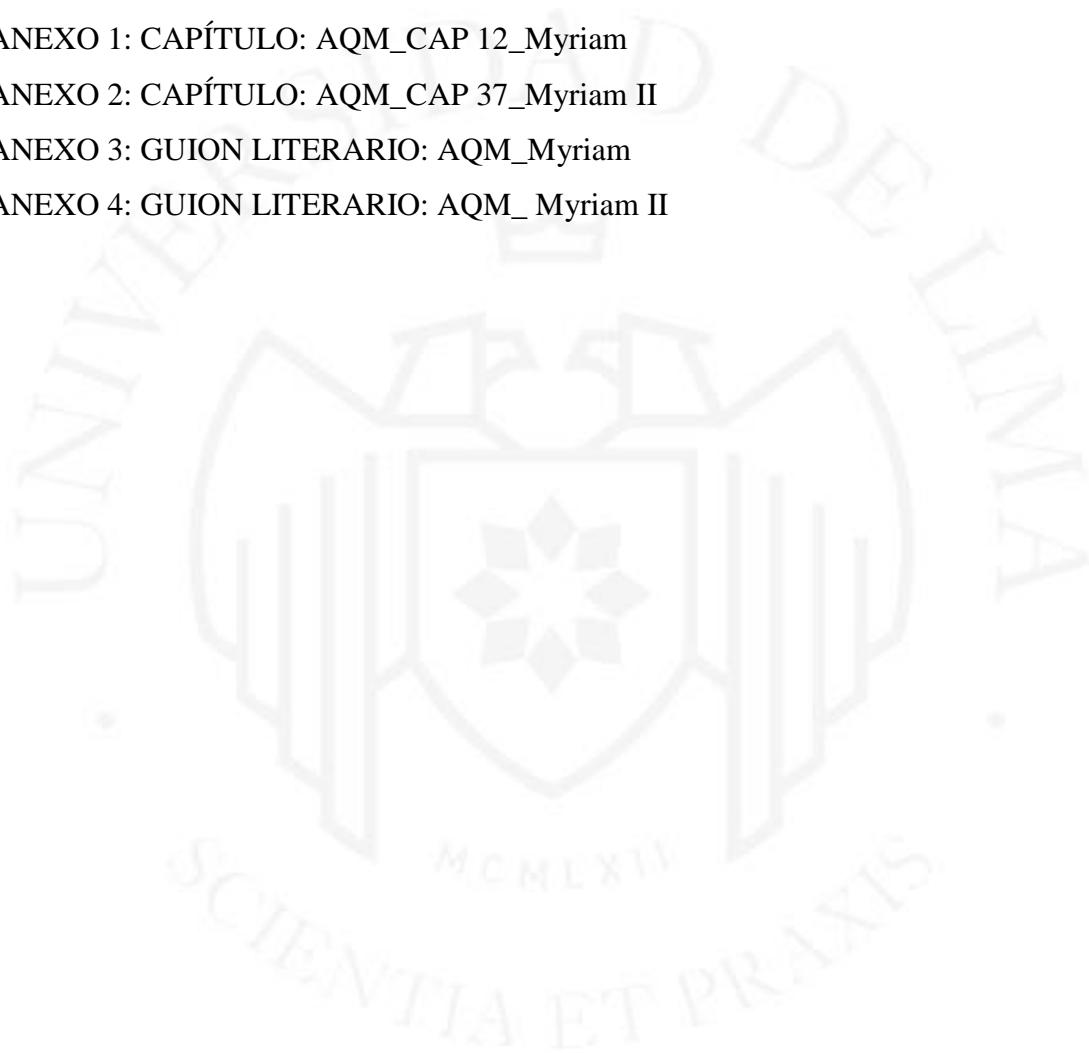 ANEXO 1: CAPÍTULO: AQM_CAP 12_Myriam
ANEXO 2: CAPÍTULO: AQM_CAP 37_Myriam II
ANEXO 3: GUION LITERARIO: AQM_Myriam
ANEXO 4: GUION LITERARIO: AQM_ Myriam II
UNIVERSIDAD DE LIMA
MCMLXII
SCIENTIA ET PRAXIS